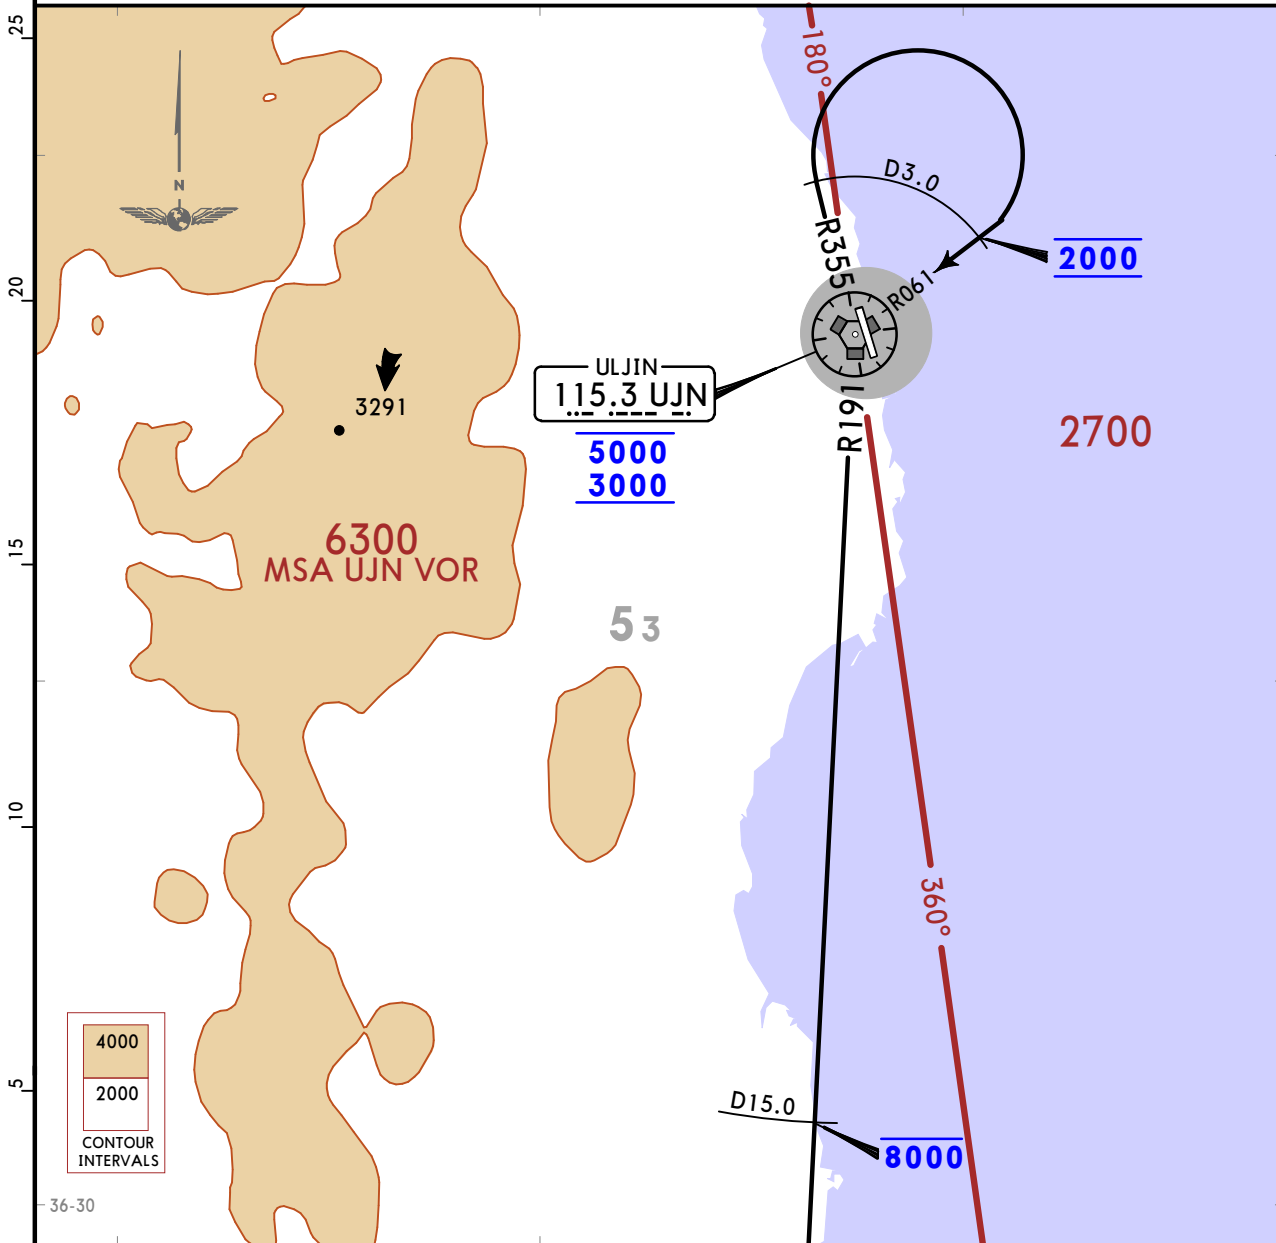 25
180°
D3.0
N
R355
2000
20
R061
ULJIN
115.3 UJN
3291
R191
2700
5000
3000
6300
MSA UJN VOR
15
53
10
360°
4000
2000
CONTOUR
INTERVALS
5
D15.0
8000
36-30